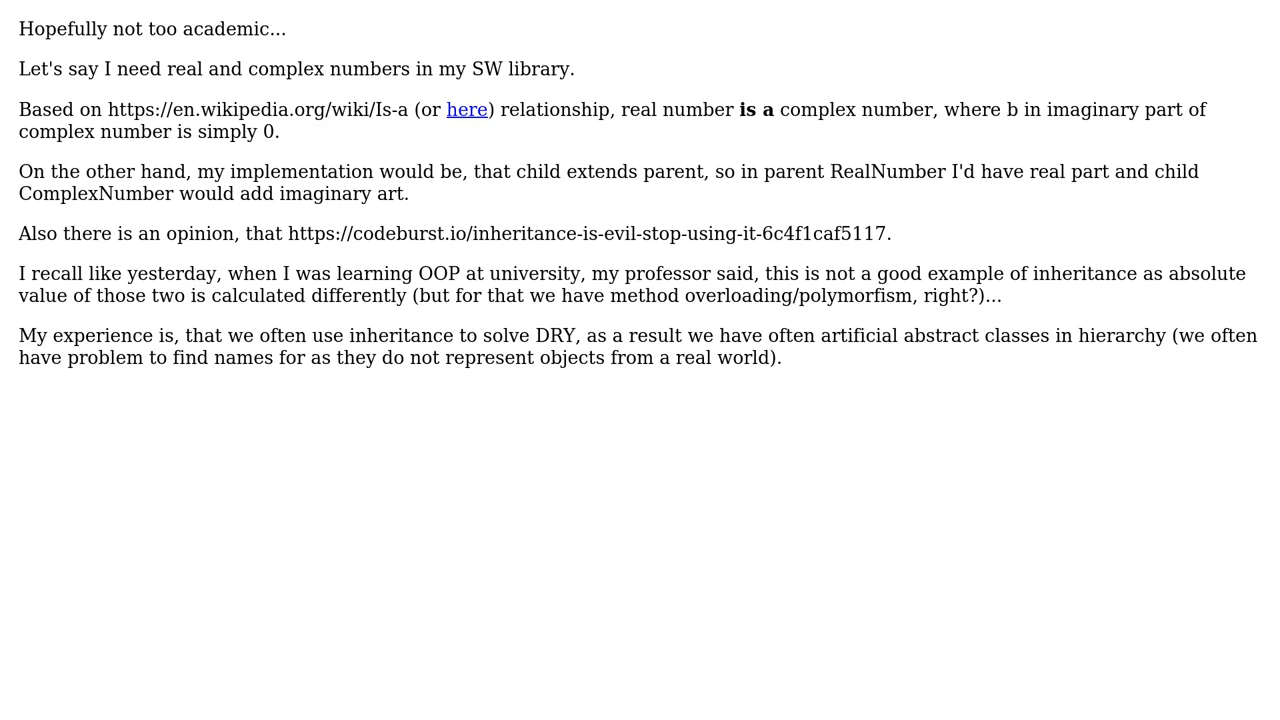 Hopefully not too academic...
Let's say I need real and complex numbers in my SW library.
Based on https://en.wikipedia.org/wiki/Is-a (or here) relationship, real number is a complex number, where b in imaginary part of
complex number is simply 0.
On the other hand, my implementation would be, that child extends parent, so in parent RealNumber I'd have real part and child
ComplexNumber would add imaginary art.
Also there is an opinion, that https://codeburst.io/inheritance-is-evil-stop-using-it-6c4f1caf5117.
I recall like yesterday, when I was learning OOP at university, my professor said, this is not a good example of inheritance as absolute
value of those two is calculated differently (but for that we have method overloading/polymorfism, right?)...
My experience is, that we often use inheritance to solve DRY, as a result we have often artificial abstract classes in hierarchy (we often
have problem to find names for as they do not represent objects from a real world).